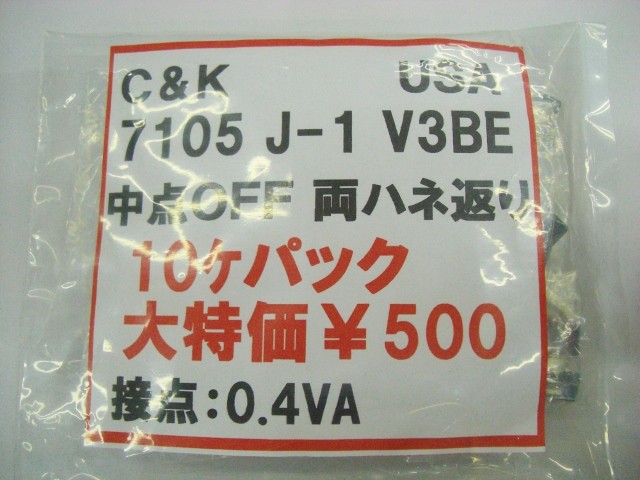 C&K USA
7105 J-1 V3BE
中点OFF 両ハネ返り
10ケパック
大特価￥500
接点:0.4VA